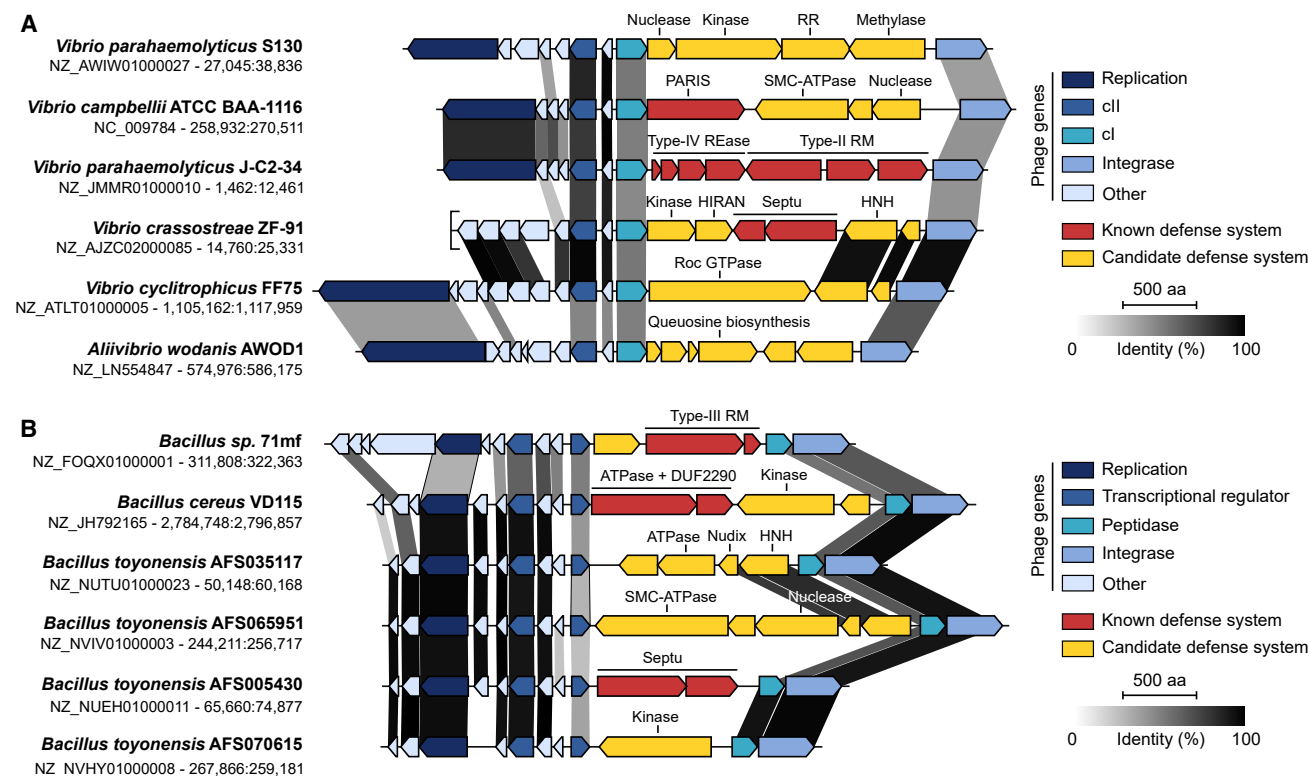 A
Nuclease Kinase RR Methylase
Vibrio parahaemolyticus S130
NZ_AWIW01000027 - 27,045:38,836
PARIS SMC-ATPase Nuclease
Vibrio campbellii ATCC BAA-1116
NC_009784 - 258,932:270,511
Type-IV REase Type-II RM
Vibrio parahaemolyticus J-C2-34
NZ_JMMR01000010 - 1,462:12,461
Kinase HIRAN Septu HNH
Vibrio crassostreae ZF-91
NZ_AJZC02000085 - 14,760:25,331
Roc GTPase
Vibrio cyclitrophicus FF75
NZ_ATLT01000005 - 1,105,162:1,117,959
Queuosine biosynthesis
Aliivibrio wodanis AWOD1
NZ_LN554847 - 574,976:586,175
Phage genes
Replication
cII
cI
Integrase
Other
Known defense system
Candidate defense system
500 aa
0 Identity (%) 100
B
Type-III RM
Bacillus sp. 71mf
NZ_FOQX01000001 - 311,808:322,363
ATPase + DUF2290 Kinase
Bacillus cereus VD115
NZ_JH792165 - 2,784,748:2,796,857
ATPase Nudix HNH
Bacillus toyonensis AFS035117
NZ_NUTU01000023 - 50,148:60,168
SMC-ATPase Nuclease
Bacillus toyonensis AFS065951
NZ_NVIV01000003 - 244,211:256,717
Septu
Bacillus toyonensis AFS005430
NZ_NUEH01000011 - 65,660:74,877
Kinase
Bacillus toyonensis AFS070615
NZ_NVHY01000008 - 267,866:259,181
Phage genes
Replication
Transcriptional regulator
Peptidase
Integrase
Other
Known defense system
Candidate defense system
500 aa
0 Identity (%) 100